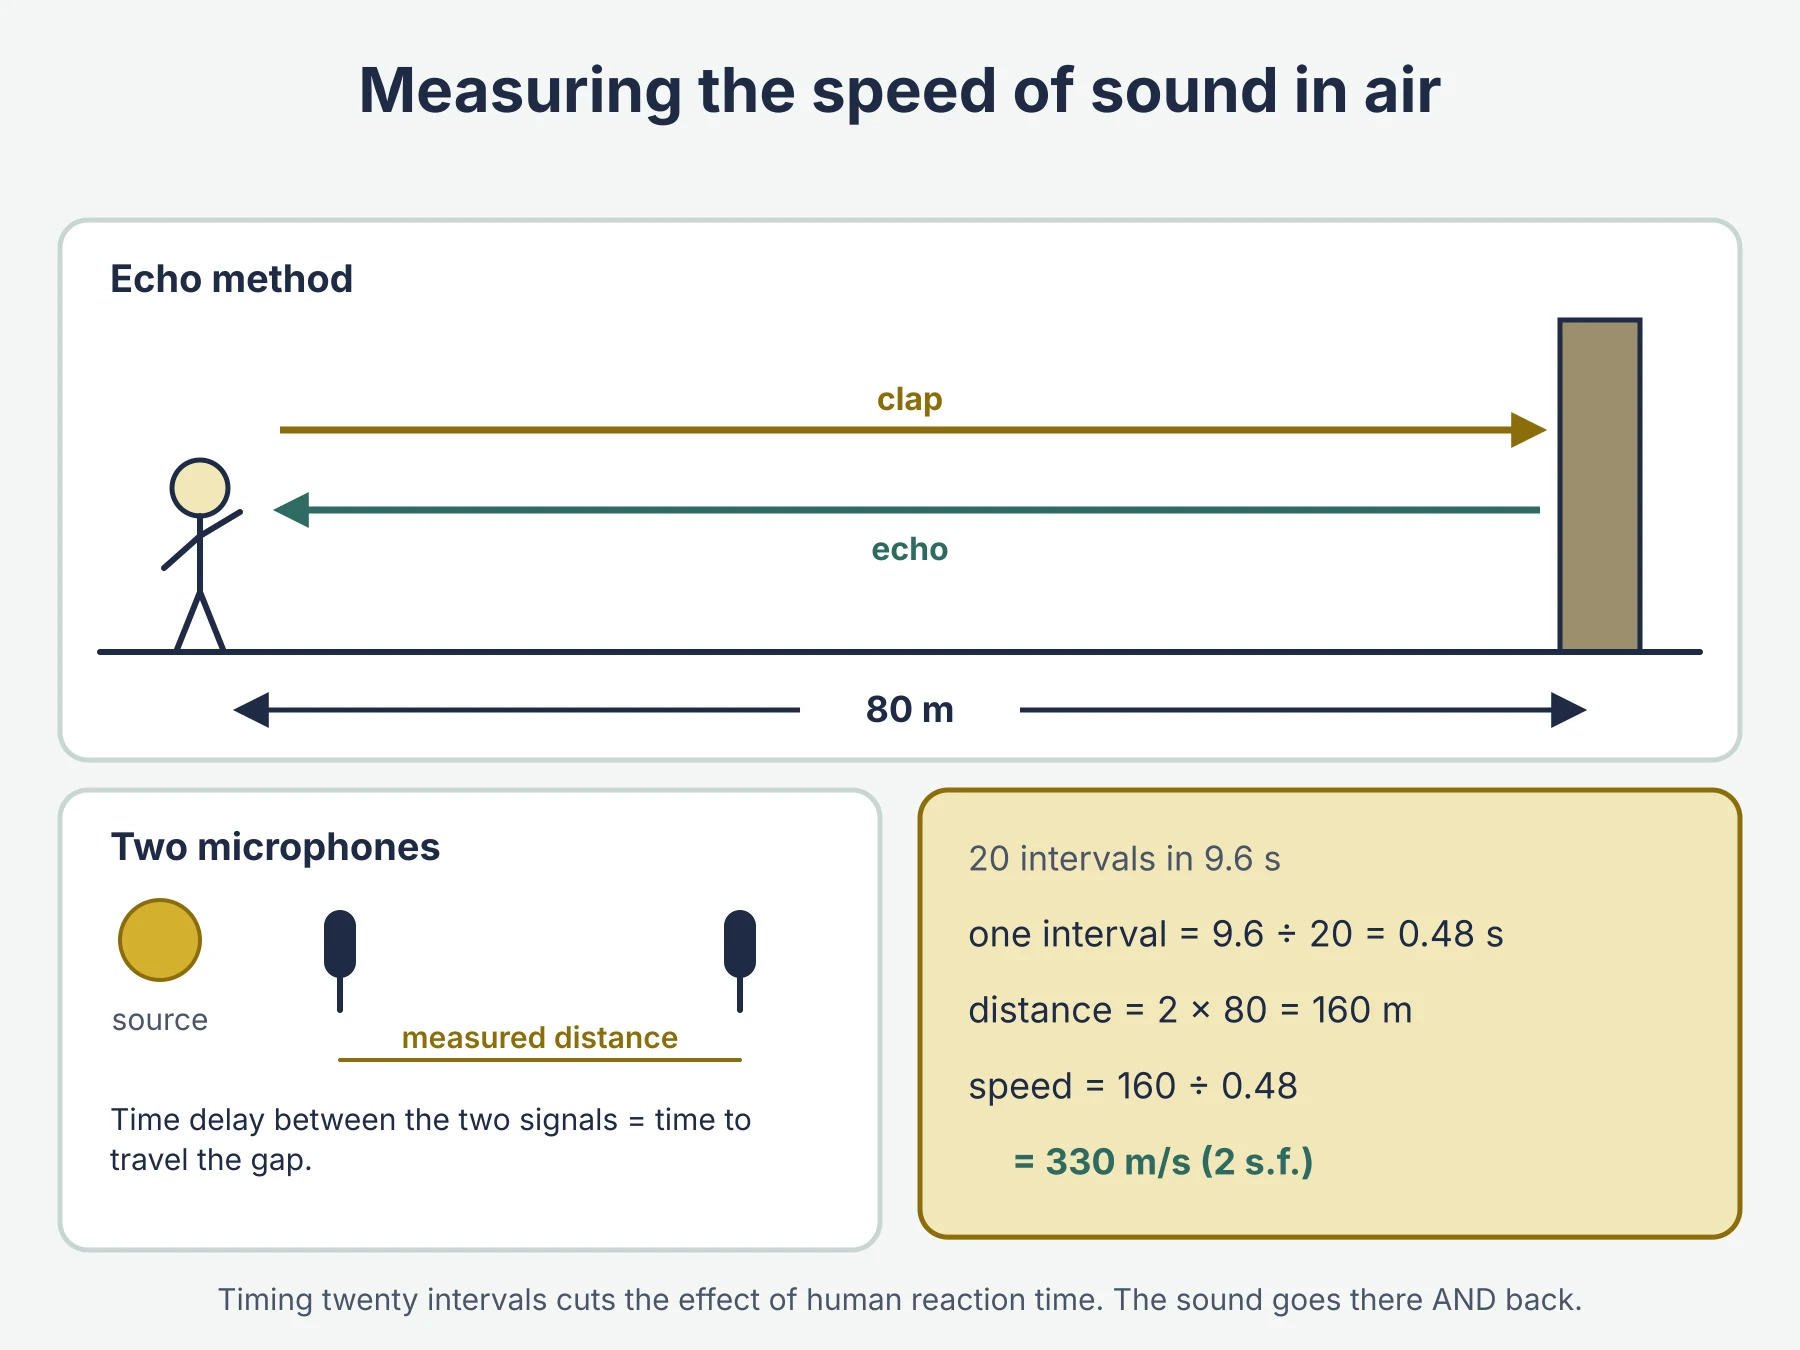 Measuring the speed of sound in air
Echo method
clap
echo
80 m
Two microphones
source
measured distance
Time delay between the two signals = time to
travel the gap.
20 intervals in 9.6 s
one interval = 9.6 ÷ 20 = 0.48 s
distance = 2 × 80 = 160 m
speed = 160 ÷ 0.48
= 330 m/s (2 s.f.)
Timing twenty intervals cuts the effect of human reaction time. The sound goes there AND back.